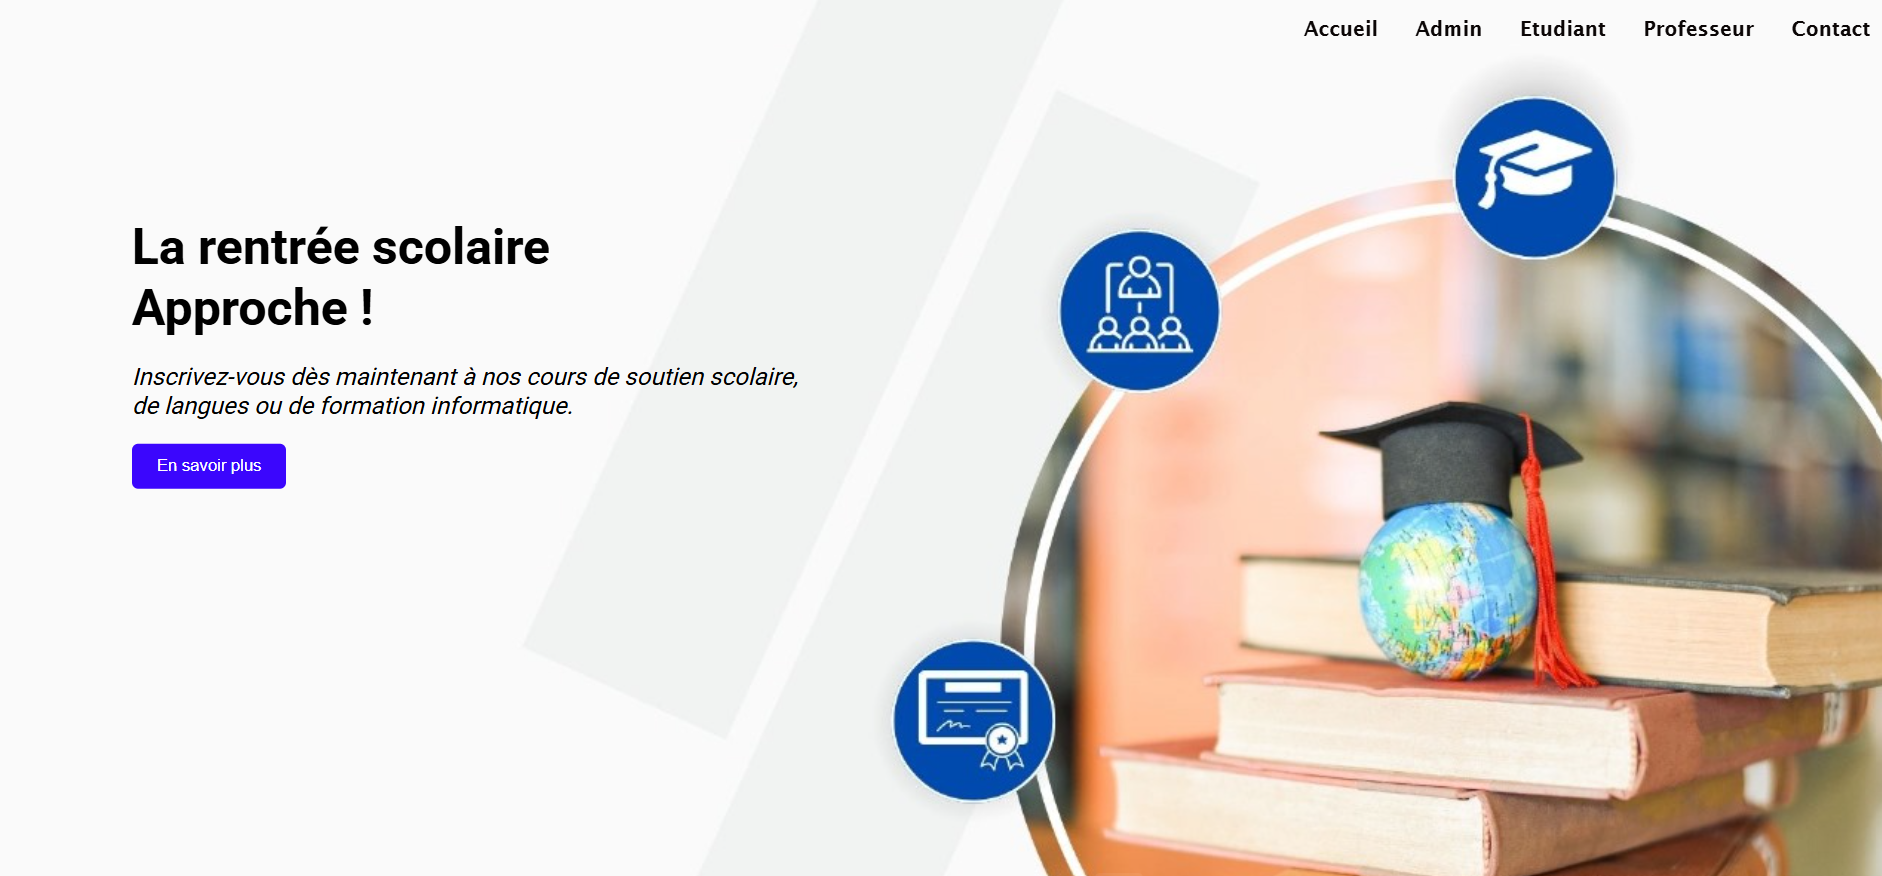 Accueil Admin Etudiant Professeur Contact
La rentrée scolaire
Approche !
Inscrivez-vous dès maintenant à nos cours de soutien scolaire,
de langues ou de formation informatique.
En savoir plus